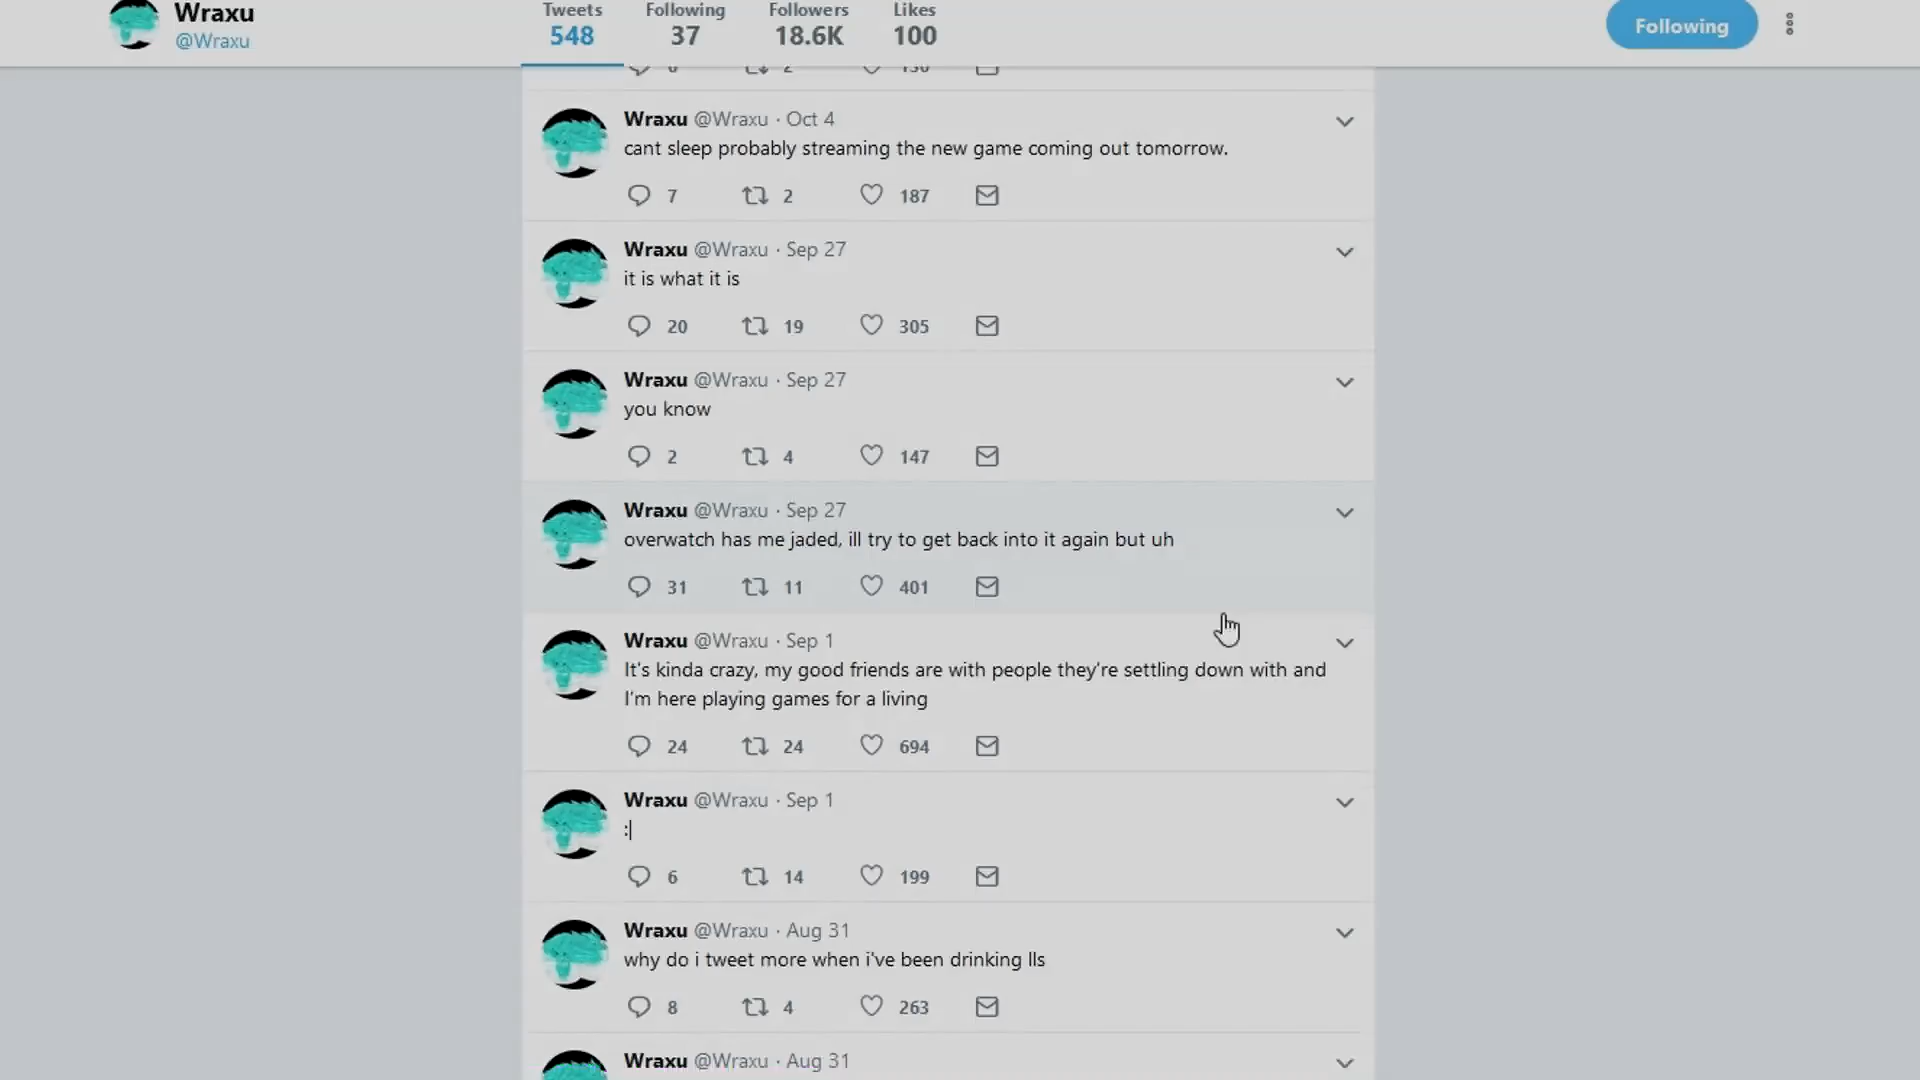 Wraxu
@Wraxu
Tweets Following Followers Likes
548 37 18.6K 100
Following
Wraxu @Wraxu · Oct 4
cant sleep probably streaming the new game coming out tomorrow.
7 2 187
Wraxu @Wraxu · Sep 27
it is what it is
20 19 305
Wraxu @Wraxu · Sep 27
you know
2 4 147
Wraxu @Wraxu · Sep 27
overwatch has me jaded, ill try to get back into it again but uh
31 11 401
Wraxu @Wraxu · Sep 1
It's kinda crazy, my good friends are with people they're settling down with and
I'm here playing games for a living
24 24 694
Wraxu @Wraxu · Sep 1
:|
6 14 199
Wraxu @Wraxu · Aug 31
why do i tweet more when i've been drinking lls
8 4 263
Wraxu @Wraxu · Aug 31